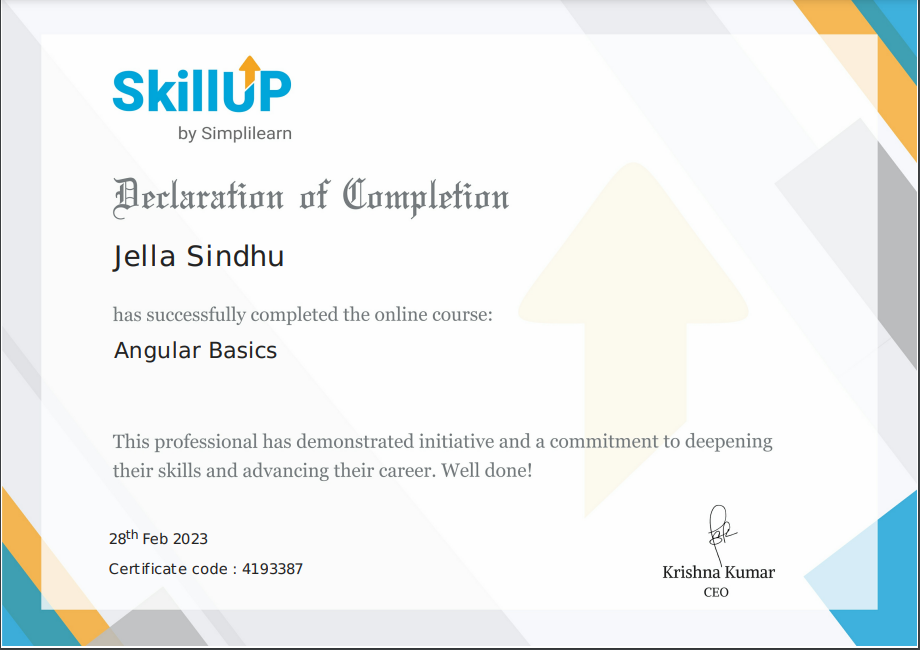 SkillUP
by Simplilearn
Declaration of Completion
Jella Sindhu
has successfully completed the online course:
Angular Basics
This professional has demonstrated initiative and a commitment to deepening
their skills and advancing their career. Well done!
28th Feb 2023
Certificate code : 4193387
Krishna Kumar
CEO